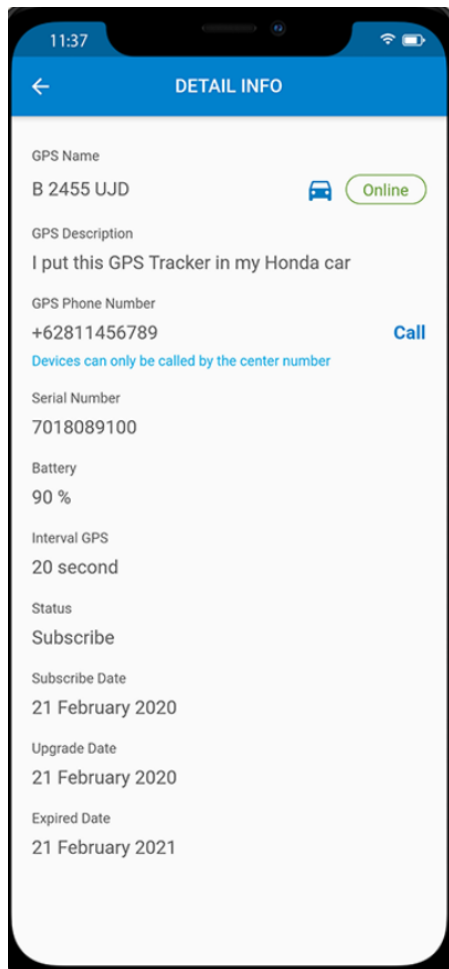 11:37
DETAIL INFO
GPS Name
B 2455 UJD
Online
GPS Description
I put this GPS Tracker in my Honda car
GPS Phone Number
+62811456789
Call
Devices can only be called by the center number
Serial Number
7018089100
Battery
90 %
Interval GPS
20 second
Status
Subscribe
Subscribe Date
21 February 2020
Upgrade Date
21 February 2020
Expired Date
21 February 2021